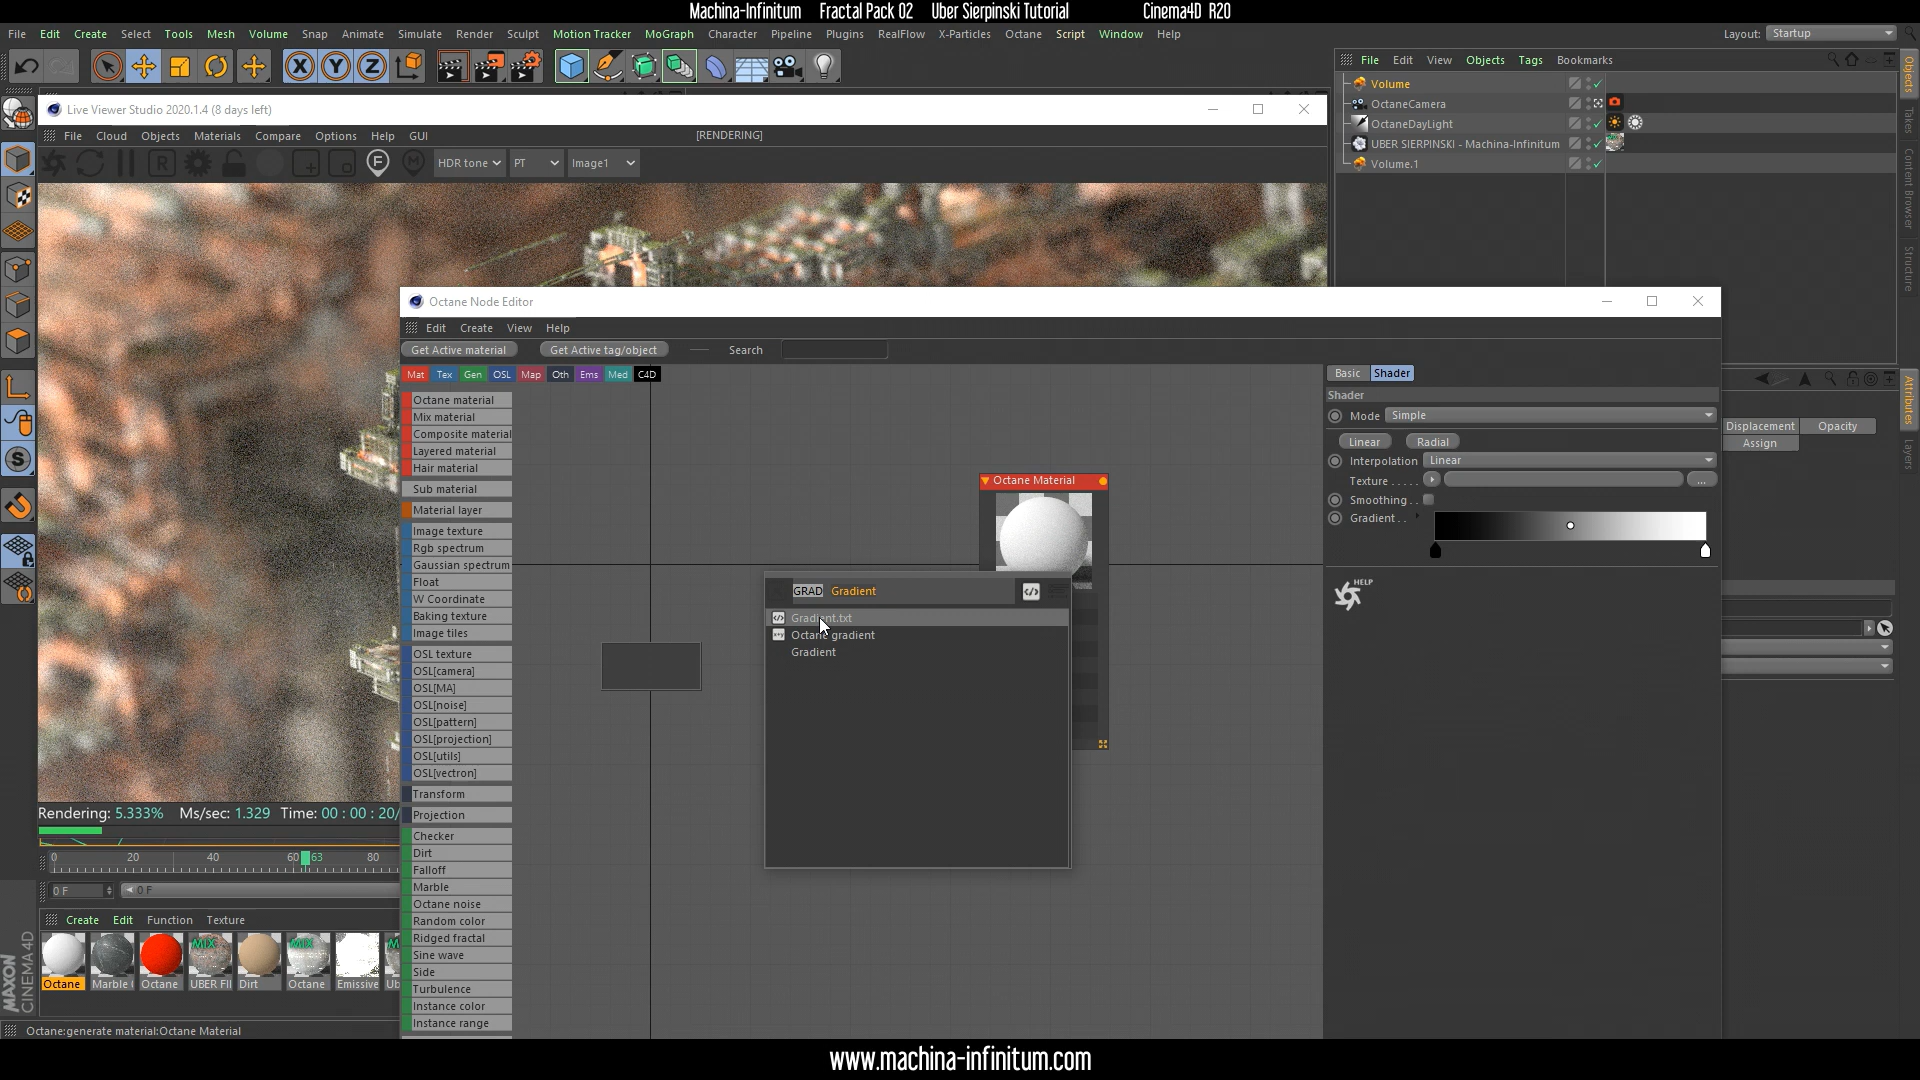 Machina-Infinitum Fractal Pack 02 Uber Sierpinski Tutorial Cinema4D R20
File Edit Create Select Tools Mesh Volume Snap Animate Simulate Render Sculpt Motion Tracker MoGraph Character Pipeline Plugins RealFlow X-Particles Octane Script Window Help
Layout: Startup
X Y Z
File Edit View Objects Tags Bookmarks
Volume
OctaneCamera
OctaneDayLight
UBER SIERPINSKI - Machina-Infinitum
Volume.1
Objects
Takes
Content Browser
Structure
Attributes
Layers
Live Viewer Studio 2020.1.4 (8 days left)
File Cloud Objects Materials Compare Options Help GUI
[RENDERING]
R F M HDR tone PT Image1
Octane Node Editor
Edit Create View Help
Get Active material Get Active tag/object Search
Mat Tex Gen OSL Map Oth Ems Med C4D
Octane material
Mix material
Composite material
Layered material
Hair material
Sub material
Material layer
Image texture
Rgb spectrum
Gaussian spectrum
Float
W Coordinate
Baking texture
Image tiles
OSL texture
OSL[camera]
OSL[MA]
OSL[noise]
OSL[pattern]
OSL[projection]
OSL[utils]
OSL[vectron]
Transform
Projection
Checker
Dirt
Falloff
Marble
Octane noise
Random color
Ridged fractal
Sine wave
Side
Turbulence
Instance color
Instance range
Octane Material
GRAD Gradient
Gradient.txt
Octane gradient
Gradient
Basic Shader
Shader
Mode Simple
Linear Radial
Interpolation Linear
Texture..... ...
Smoothing..
Gradient..
HELP
Displacement Opacity
Assign
Rendering: 5.333% Ms/sec: 1.329 Time: 00 : 00 : 20/
0 20 40 60 63 80
0 F 0 F
Create Edit Function Texture
MIX MIX M
Octane Marble Octane UBER FII Dirt Octane Emissive Ub
MAXON
CINEMA 4D
Octane:generate material:Octane Material
www.machina-infinitum.com